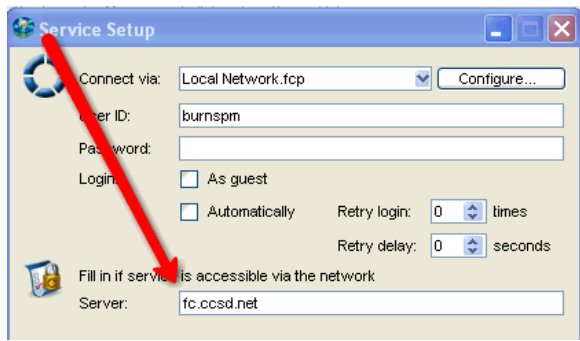 Service Setup
Connect via: Local Network.fcp Configure...
User ID: burnspm
Password:
Login: As guest
Automatically Retry login: 0 times
Retry delay: 0 seconds
Fill in if service is accessible via the network
Server: fc.ccsd.net